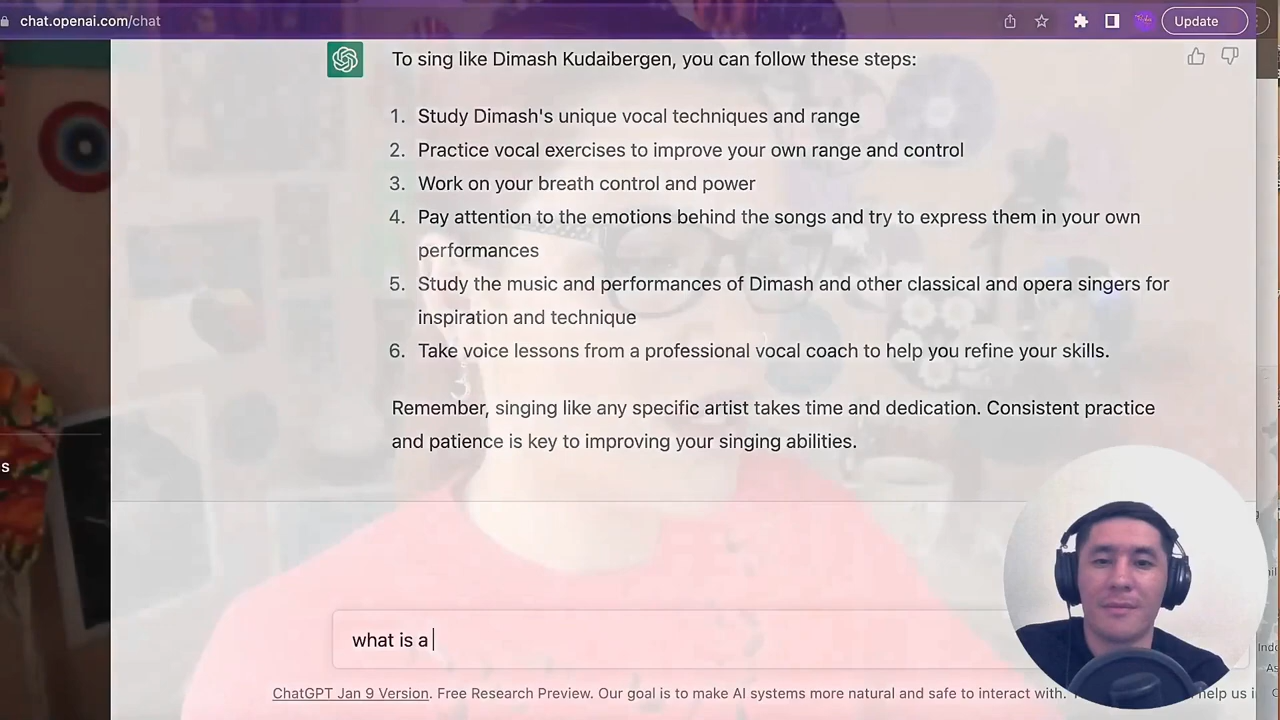 chat.openai.com/chat
Update
To sing like Dimash Kudaibergen, you can follow these steps:
1. Study Dimash's unique vocal techniques and range
2. Practice vocal exercises to improve your own range and control
3. Work on your breath control and power
4. Pay attention to the emotions behind the songs and try to express them in your own
performances
5. Study the music and performances of Dimash and other classical and opera singers for
inspiration and technique
6. Take voice lessons from a professional vocal coach to help you refine your skills.
Remember, singing like any specific artist takes time and dedication. Consistent practice
and patience is key to improving your singing abilities.
s
what is a
ChatGPT Jan 9 Version. Free Research Preview. Our goal is to make AI systems more natural and safe to interact with. help us i